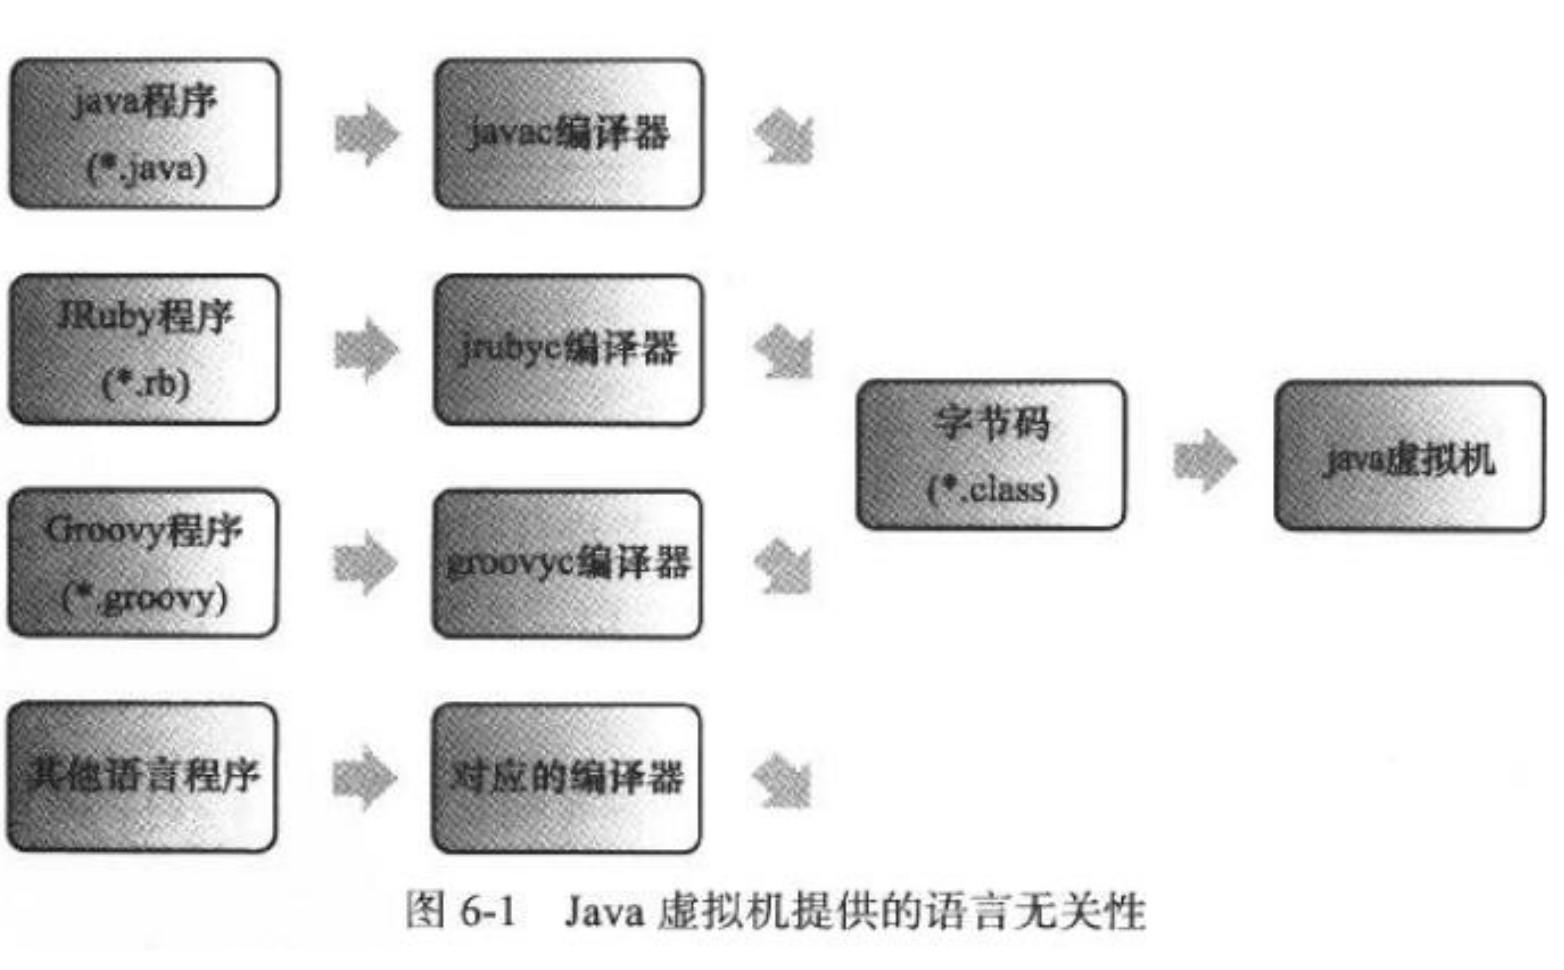 java程序
(*.java)
javac编译器
JRuby程序
(*.rb)
jrubyc编译器
Groovy程序
(*.groovy)
groovyc编译器
其他语言程序
对应的编译器
字节码
(*.class)
java虚拟机
图 6-1 Java 虚拟机提供的语言无关性